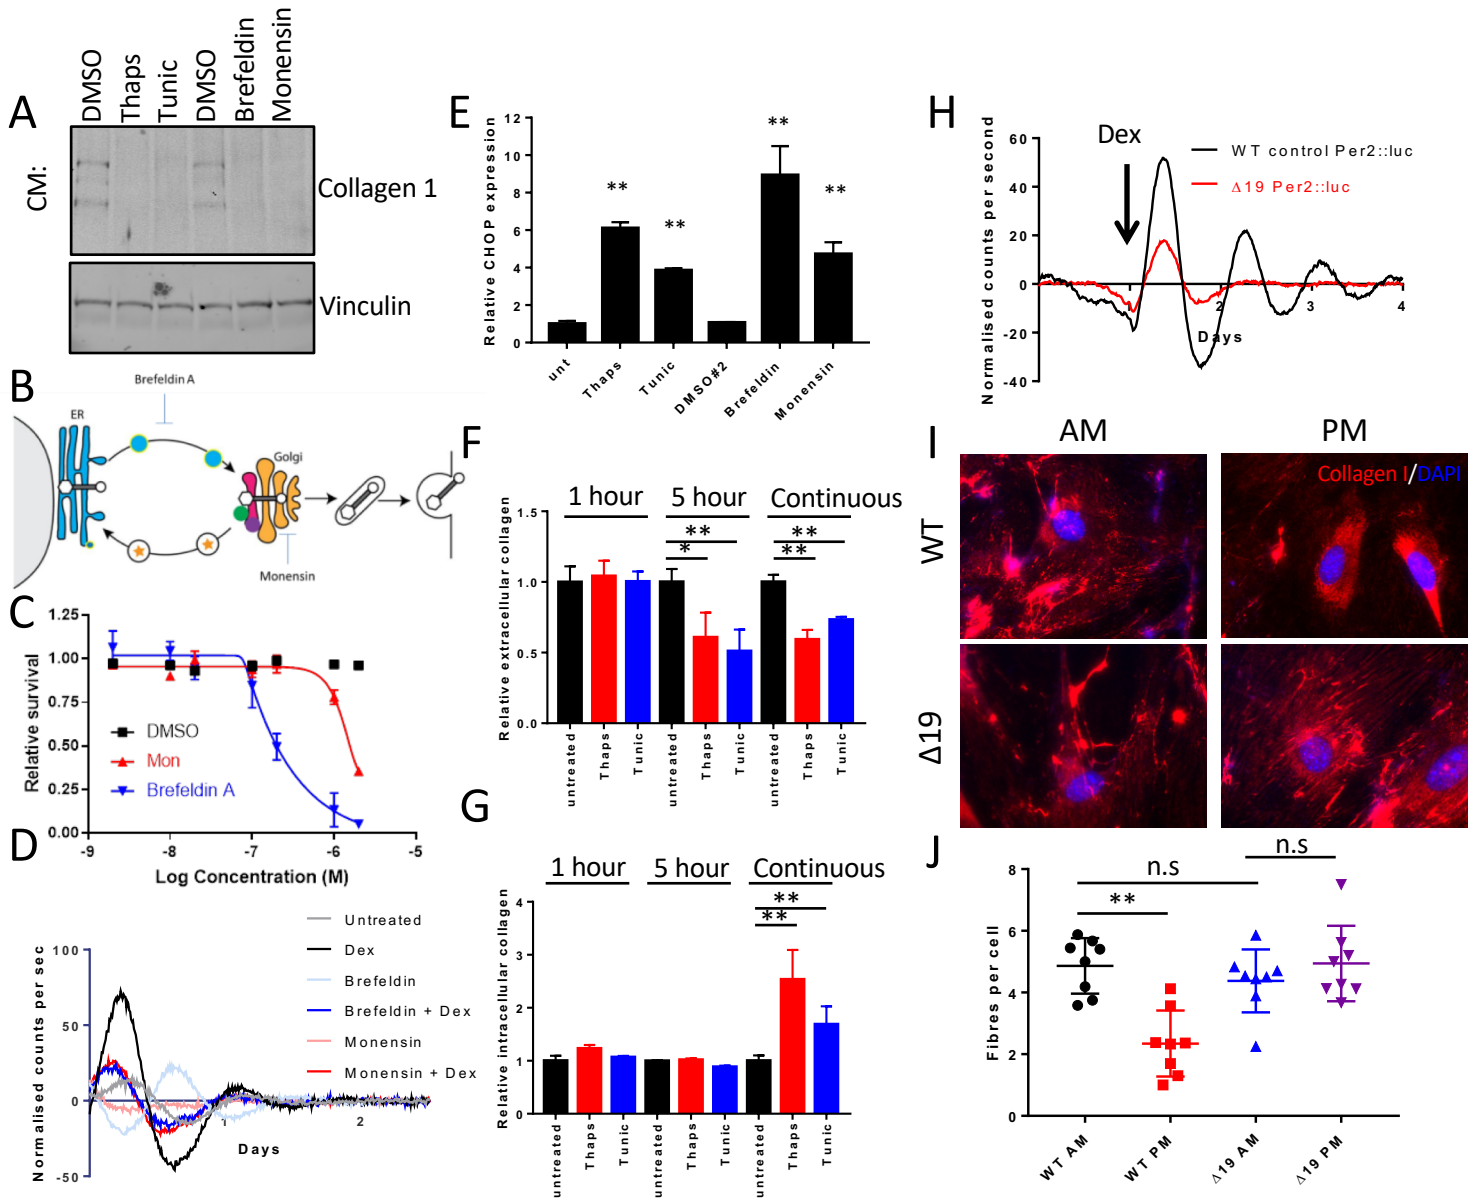 A
DMSO
Thaps
Tunic
DMSO
Brefeldin
Monensin
CM:
Collagen 1
Vinculin
B
Brefeldin A
ER
Golgi
Monensin
C
Relative survival
1.25
1.00
0.75
0.50
0.25
0.00
DMSO
Mon
Brefeldin A
-9
-8
-7
-6
-5
Log Concentration (M)
D
Normalised counts per sec
100
50
0
-50
1
2
Days
Untreated
Dex
Brefeldin
Brefeldin + Dex
Monensin
Monensin + Dex
E
Relative CHOP expression
12
10
8
6
4
2
0
**
**
**
**
unt
Thaps
Tunic
DMSO#2
Brefeldin
Monensin
F
Relative extracellular collagen
1 hour
5 hour
Continuous
1.5
1.0
0.5
0.0
**
*
**
**
untreated
Thaps
Tunic
untreated
Thaps
Tunic
untreated
Thaps
Tunic
G
Relative intracellular collagen
1 hour
5 hour
Continuous
4
3
2
1
0
**
**
untreated
Thaps
Tunic
untreated
Thaps
Tunic
untreated
Thaps
Tunic
H
Normalised counts per second
60
40
20
0
-20
-40
Dex
WT control Per2::luc
Δ19 Per2::luc
1
2
3
4
Days
I
AM
PM
WT
Δ19
Collagen I/DAPI
J
Fibres per cell
8
6
4
2
0
n.s
n.s
**
WT AM
WT PM
Δ19 AM
Δ19 PM